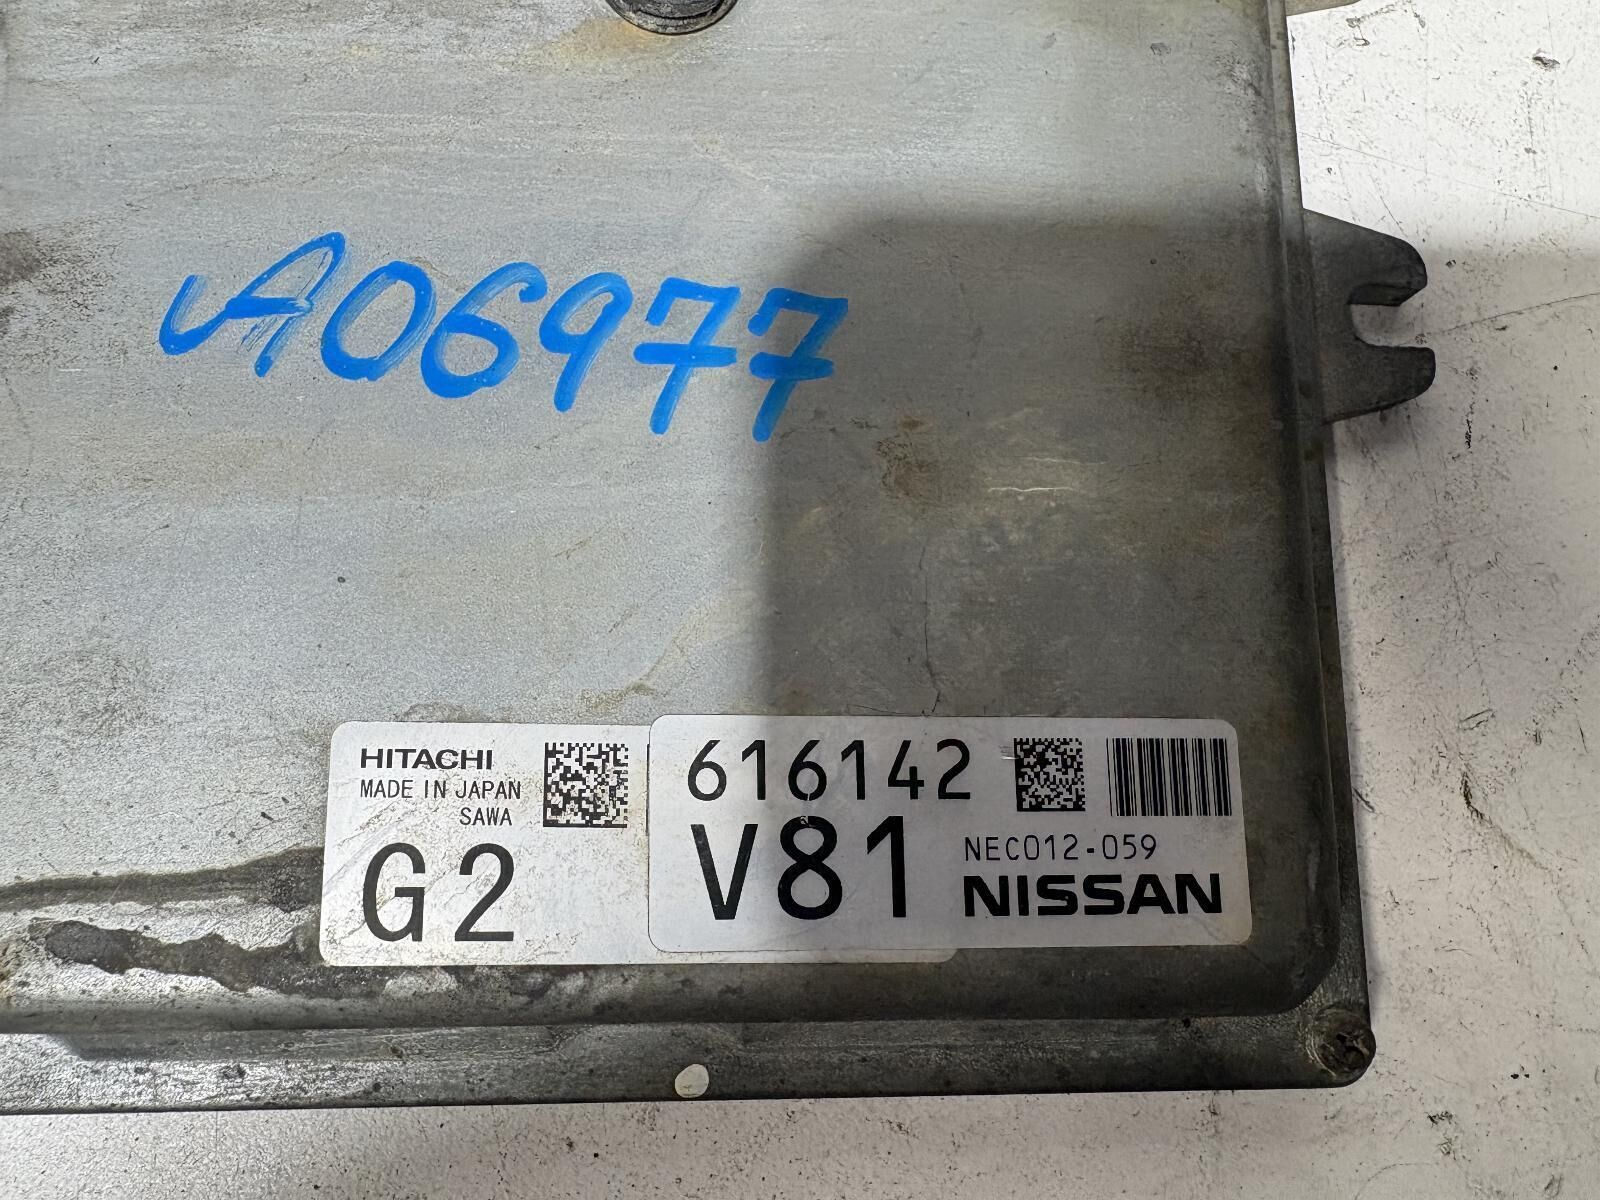 A06977
HITACHI
MADE IN JAPAN
SAWA
G2
616142
V81
NEC012-059
NISSAN